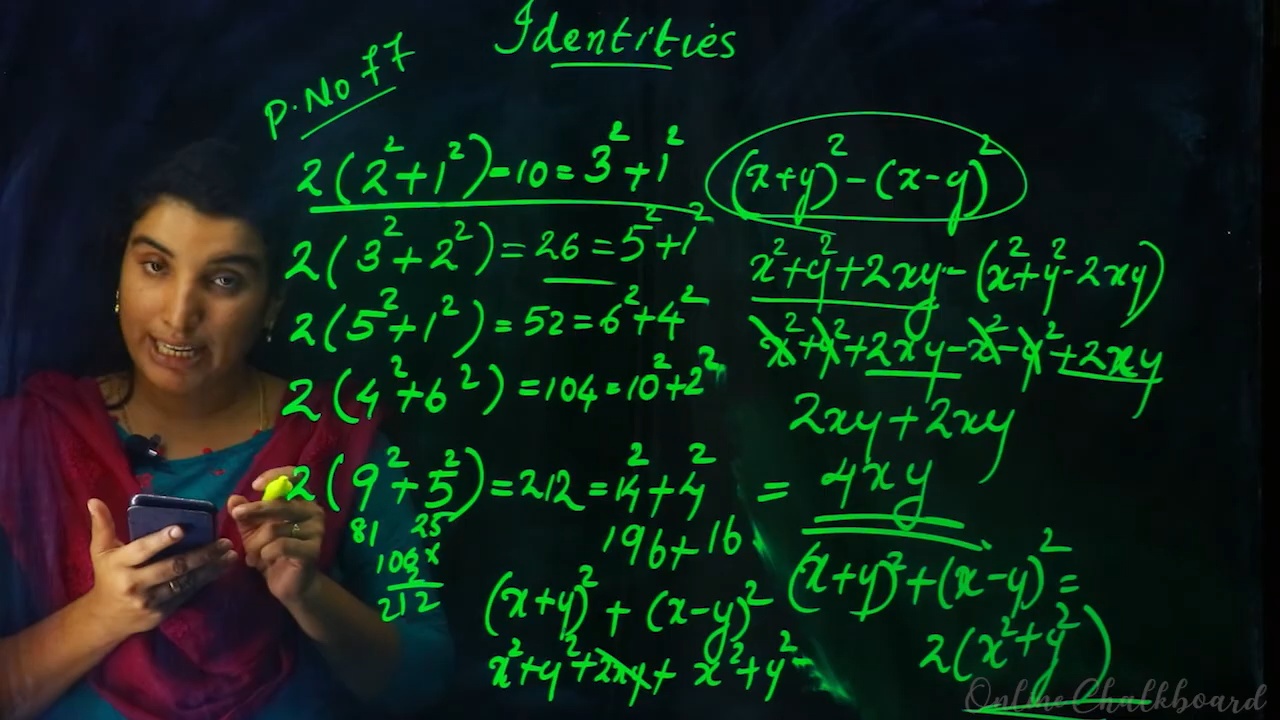 Identities
P.No 77
2(2²+1²)=10=3²+1²
2(3²+2²)=26=5²+1²
2(5²+1²)=52=6²+4²
2(4²+6²)=104=10²+2²
2(9²+5²)=212=14²+4²
81 25
196+16
106×
2
212
(x+y)²+(x-y)²
x²+y²+2xy+x²+y²-
(x+y)²-(x-y)²
x²+y²+2xy-(x²+y²-2xy)
x²+y²+2xy-x²-y²+2xy
2xy+2xy
=4xy
(x+y)²+(x-y)²=
2(x²+y²)
OnlineChalkboard